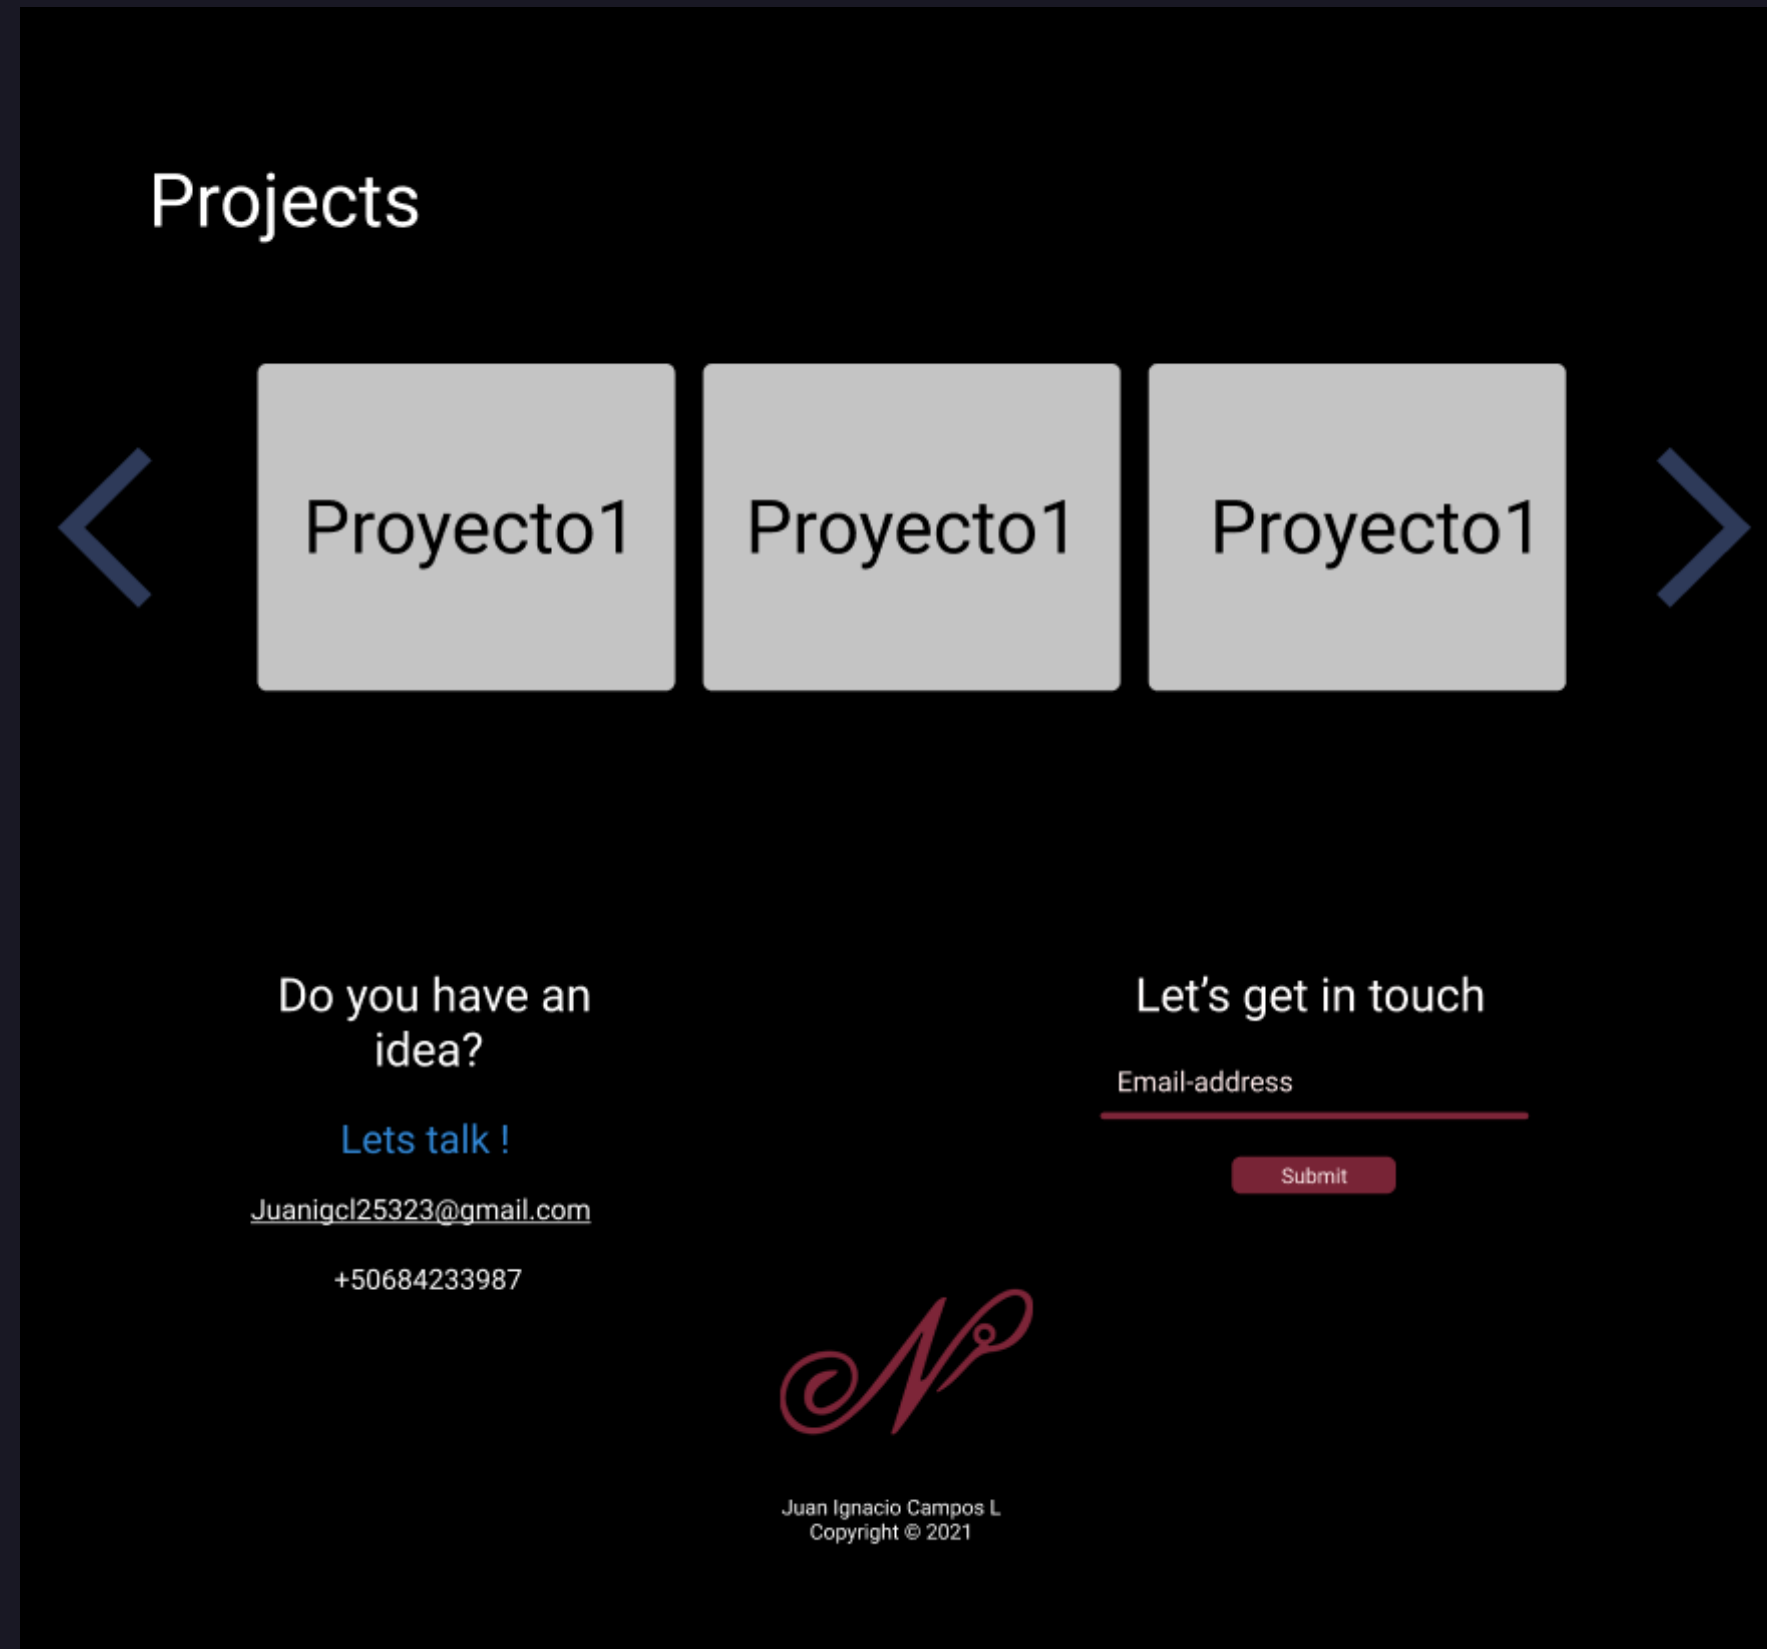 Projects
Proyecto1
Proyecto1
Proyecto1
Do you have an
idea?
Lets talk !
Juanigcl25323@gmail.com
+50684233987
Let’s get in touch
Email-address
Submit
N
Juan Ignacio Campos L
Copyright © 2021